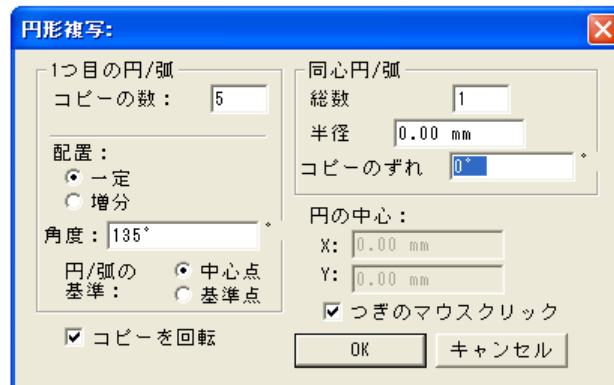 円形複写:
1つ目の円/弧
コピーの数： 5
配置：
一定
増分
角度： 135° °
円/弧の基準：
中心点
基準点
コピーを回転
同心円/弧
総数 1
半径 0.00 mm
コピーのずれ 0° °
円の中心：
X: 0.00 mm
Y: 0.00 mm
つぎのマウスクリック
OK キャンセル